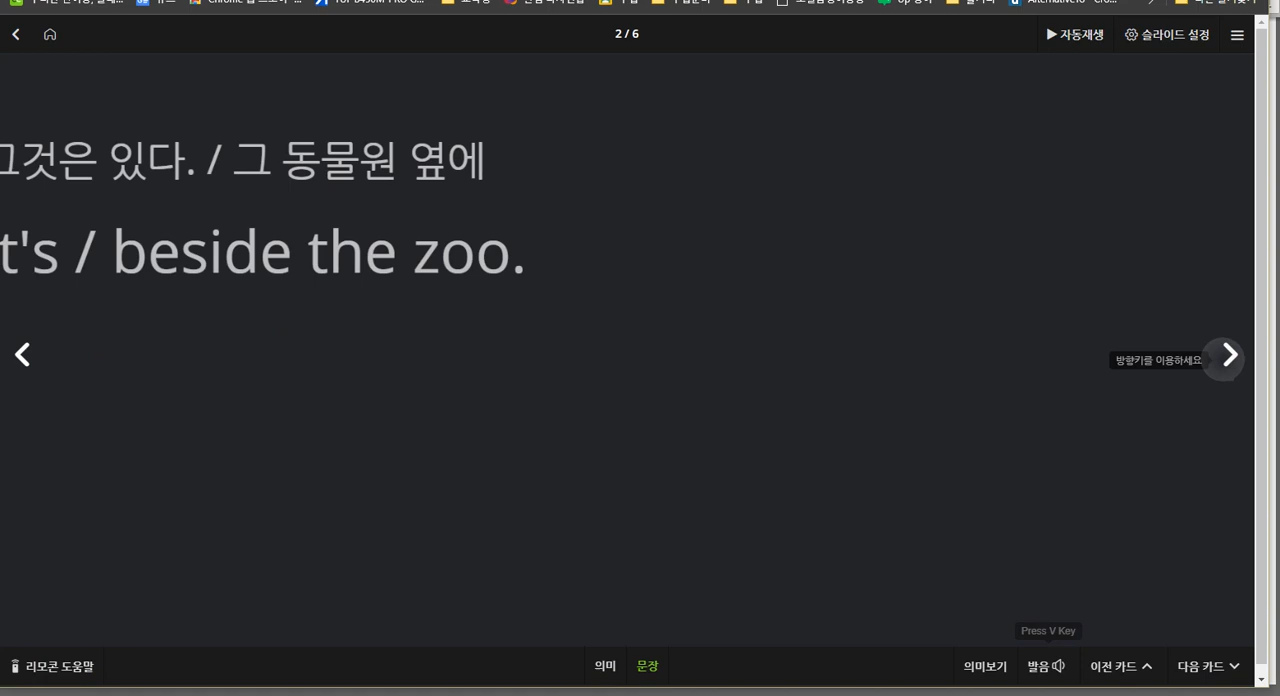 2 / 6
자동재생
슬라이드 설정
그것은 있다. / 그 동물원 옆에
t's / beside the zoo.
방향키를 이용하세요
Press V Key
리모콘 도움말
의미
문장
의미보기
발음
이전 카드
다음 카드